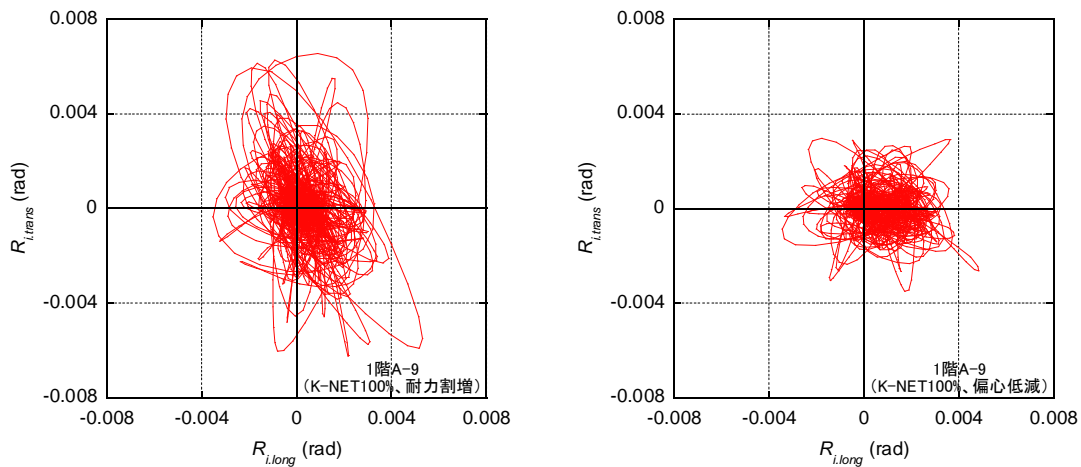 0.008
0.004
0
-0.004
-0.008
R_i.trans (rad)
1階A-9
（K-NET100%、耐力割増）
-0.008 -0.004 0 0.004 0.008
R_i.long (rad)
0.008
0.004
0
-0.004
-0.008
R_i.trans (rad)
1階A-9
（K-NET100%、偏心低減）
-0.008 -0.004 0 0.004 0.008
R_i.long (rad)